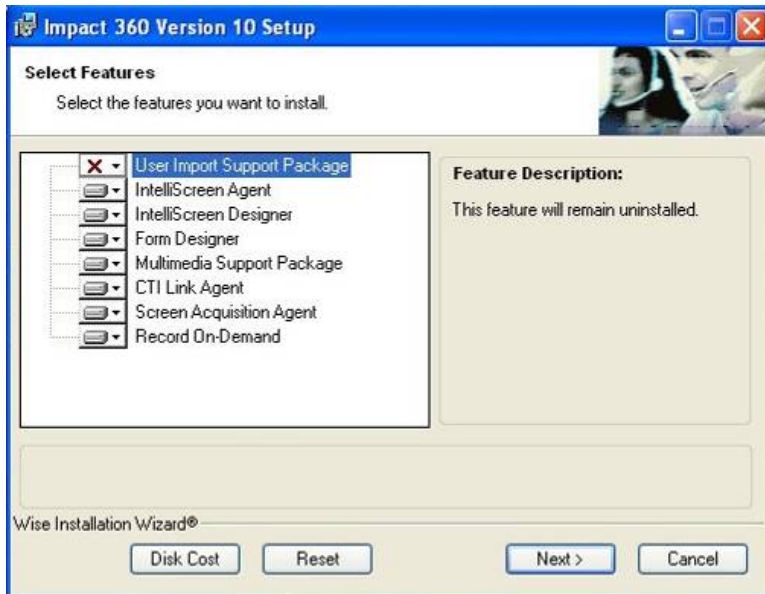 Impact 360 Version 10 Setup
Select Features
Select the features you want to install.
User Import Support Package
IntelliScreen Agent
IntelliScreen Designer
Form Designer
Multimedia Support Package
CTI Link Agent
Screen Acquisition Agent
Record On-Demand
Feature Description:
This feature will remain uninstalled.
Wise Installation Wizard®
Disk Cost
Reset
Next >
Cancel